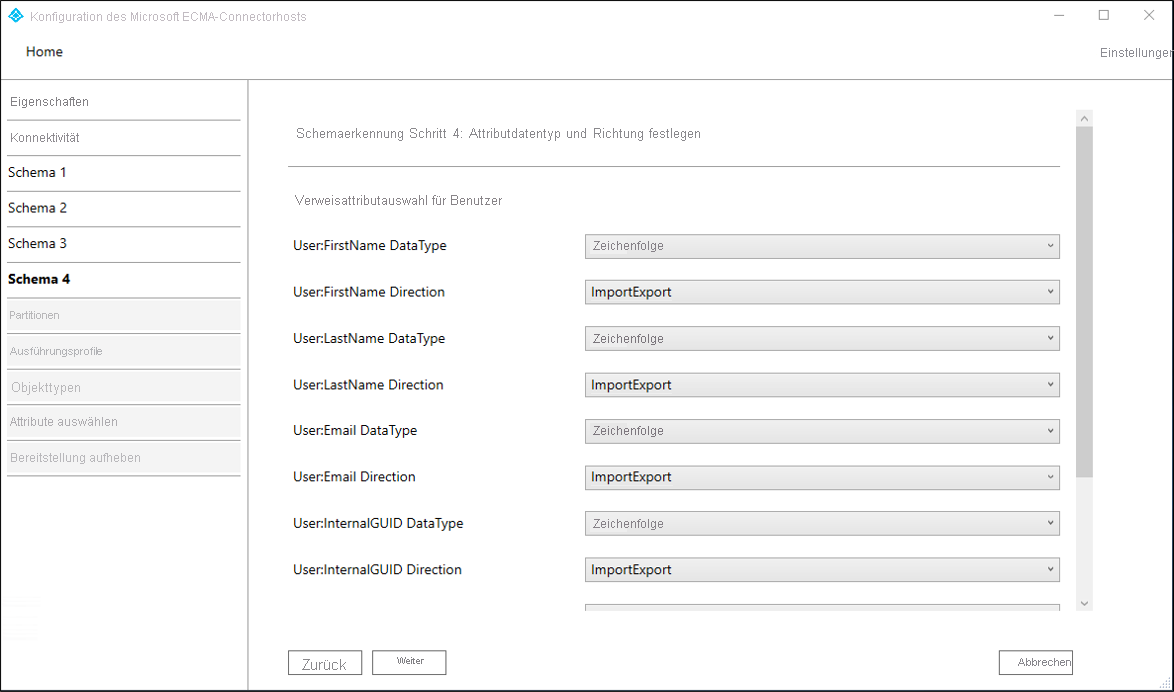 Konfiguration des Microsoft ECMA-Connectorhosts
Home
Einstellungen
Eigenschaften
Konnektivität
Schema 1
Schema 2
Schema 3
Schema 4
Partitionen
Ausführungsprofile
Objekttypen
Attribute auswählen
Bereitstellung aufheben
Schemaerkennung Schritt 4: Attributdatentyp und Richtung festlegen
Verweisattributauswahl für Benutzer
User:FirstName DataType Zeichenfolge
User:FirstName Direction ImportExport
User:LastName DataType Zeichenfolge
User:LastName Direction ImportExport
User:Email DataType Zeichenfolge
User:Email Direction ImportExport
User:InternalGUID DataType Zeichenfolge
User:InternalGUID Direction ImportExport
Zurück Weiter Abbrechen